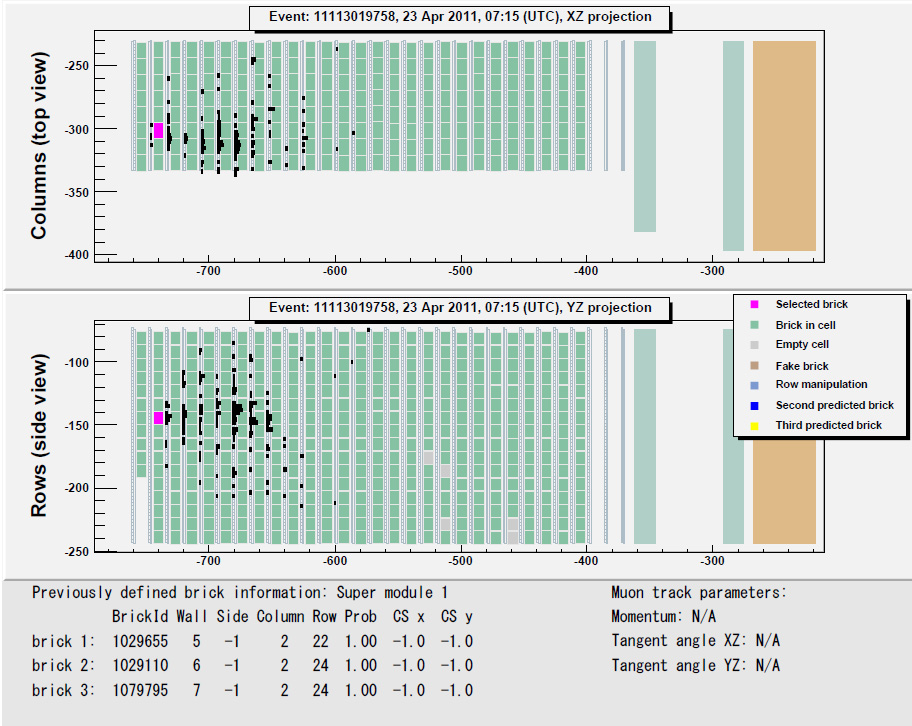 Event: 11113019758, 23 Apr 2011, 07:15 (UTC), XZ projection
Columns (top view)
-250
-300
-350
-400
-700
-600
-500
-400
-300
Event: 11113019758, 23 Apr 2011, 07:15 (UTC), YZ projection
Rows (side view)
-100
-150
-200
-250
-700
-600
-500
-400
-300
Selected brick
Brick in cell
Empty cell
Fake brick
Row manipulation
Second predicted brick
Third predicted brick
Previously defined brick information: Super module 1
BrickId Wall Side Column Row Prob CS x CS y
brick 1: 1029655 5 -1 2 22 1.00 -1.0 -1.0
brick 2: 1029110 6 -1 2 24 1.00 -1.0 -1.0
brick 3: 1079795 7 -1 2 24 1.00 -1.0 -1.0
Muon track parameters:
Momentum: N/A
Tangent angle XZ: N/A
Tangent angle YZ: N/A